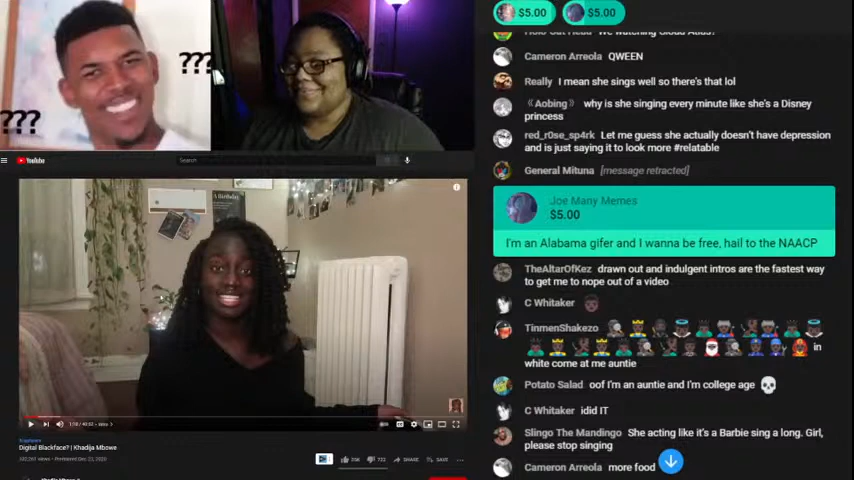 ???
???
$5.00
$5.00
YouTube
Search
Cameron Arreola QWEEN
Really I mean she sings well so there's that lol
《Aobing》 why is she singing every minute like she's a Disney
princess
red_r0se_sp4rk Let me guess she actually doesn't have depression
and is just saying it to look more #relatable
General Mituna [message retracted]
Joe Many Memes
$5.00
I'm an Alabama gifer and I wanna be free, hail to the NAACP
TheAltarOfKez drawn out and indulgent intros are the fastest way
to get me to nope out of a video
C Whitaker
TinmenShakezo
in
white come at me auntie
Potato Salad oof I'm an auntie and I'm college age
C Whitaker idid IT
Slingo The Mandingo She acting like it's a Barbie sing a long. Girl,
please stop singing
Cameron Arreola more food
Digital Blackface? | Khadija Mbowe
722
SHARE
SAVE